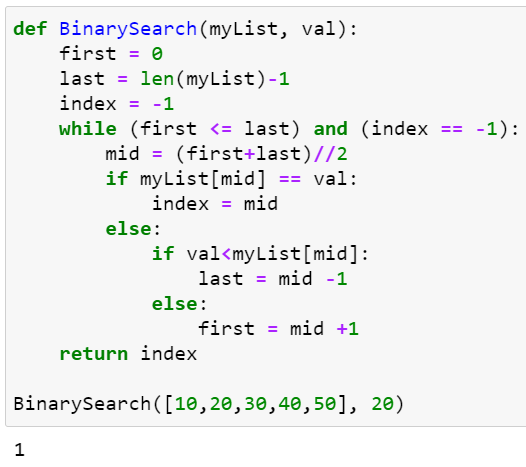 def BinarySearch(myList, val):
    first = 0
    last = len(myList)-1
    index = -1
    while (first <= last) and (index == -1):
        mid = (first+last)//2
        if myList[mid] == val:
            index = mid
        else:
            if val<myList[mid]:
                last = mid -1
            else:
                first = mid +1
    return index

BinarySearch([10,20,30,40,50], 20)
1